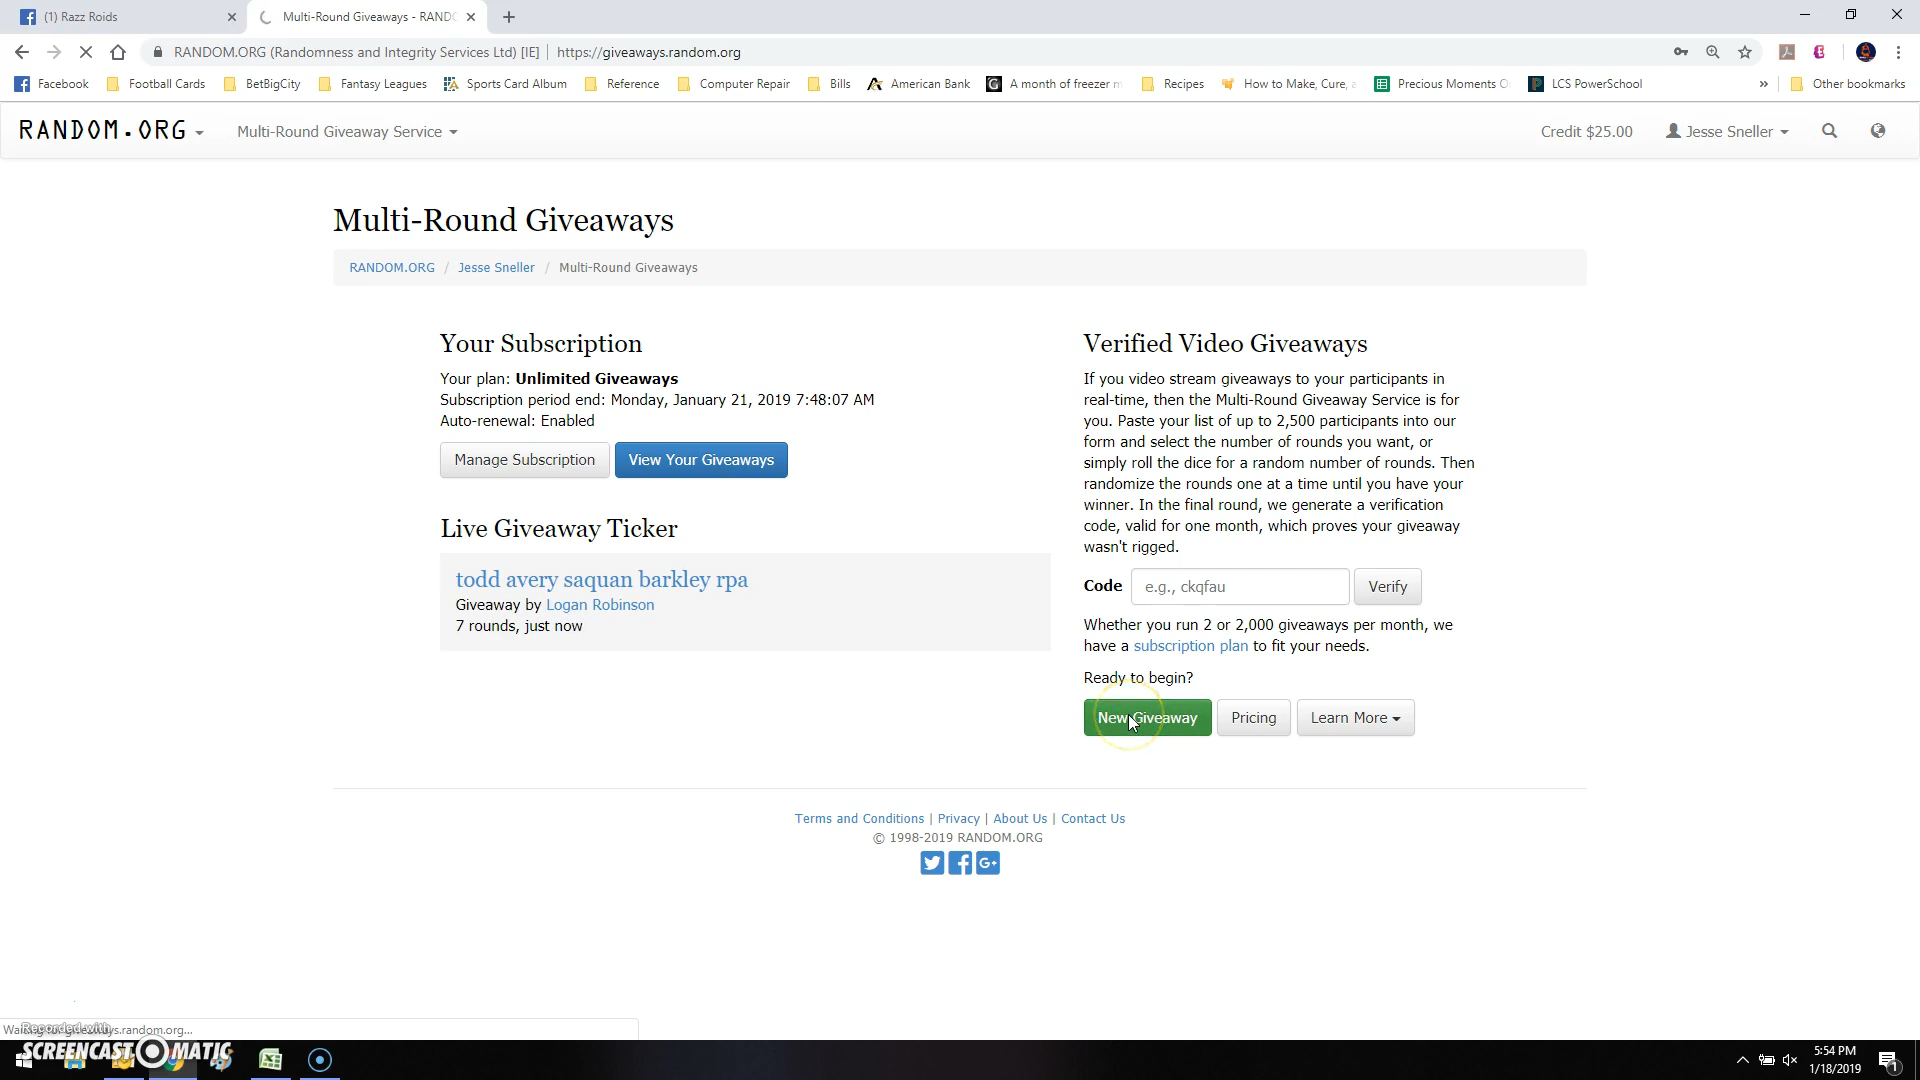 (1) Razz Roids
Multi-Round Giveaways - RAND
RANDOM.ORG (Randomness and Integrity Services Ltd) [IE] | https://giveaways.random.org
Facebook Football Cards BetBigCity Fantasy Leagues Sports Card Album Reference Computer Repair Bills American Bank A month of freezer m Recipes How to Make, Cure, a Precious Moments O LCS PowerSchool » Other bookmarks
RANDOM.ORG Multi-Round Giveaway Service Credit $25.00 Jesse Sneller
Multi-Round Giveaways
RANDOM.ORG / Jesse Sneller / Multi-Round Giveaways
Your Subscription
Your plan: Unlimited Giveaways
Subscription period end: Monday, January 21, 2019 7:48:07 AM
Auto-renewal: Enabled
Manage Subscription View Your Giveaways
Live Giveaway Ticker
todd avery saquan barkley rpa
Giveaway by Logan Robinson
7 rounds, just now
Verified Video Giveaways
If you video stream giveaways to your participants in
real-time, then the Multi-Round Giveaway Service is for
you. Paste your list of up to 2,500 participants into our
form and select the number of rounds you want, or
simply roll the dice for a random number of rounds. Then
randomize the rounds one at a time until you have your
winner. In the final round, we generate a verification
code, valid for one month, which proves your giveaway
wasn't rigged.
Code e.g., ckqfau Verify
Whether you run 2 or 2,000 giveaways per month, we
have a subscription plan to fit your needs.
Ready to begin?
New Giveaway Pricing Learn More
Terms and Conditions | Privacy | About Us | Contact Us
© 1998-2019 RANDOM.ORG
Waiting for giveaways.random.org...
Recorded with
SCREENCAST MATIC
5:54 PM
1/18/2019
1